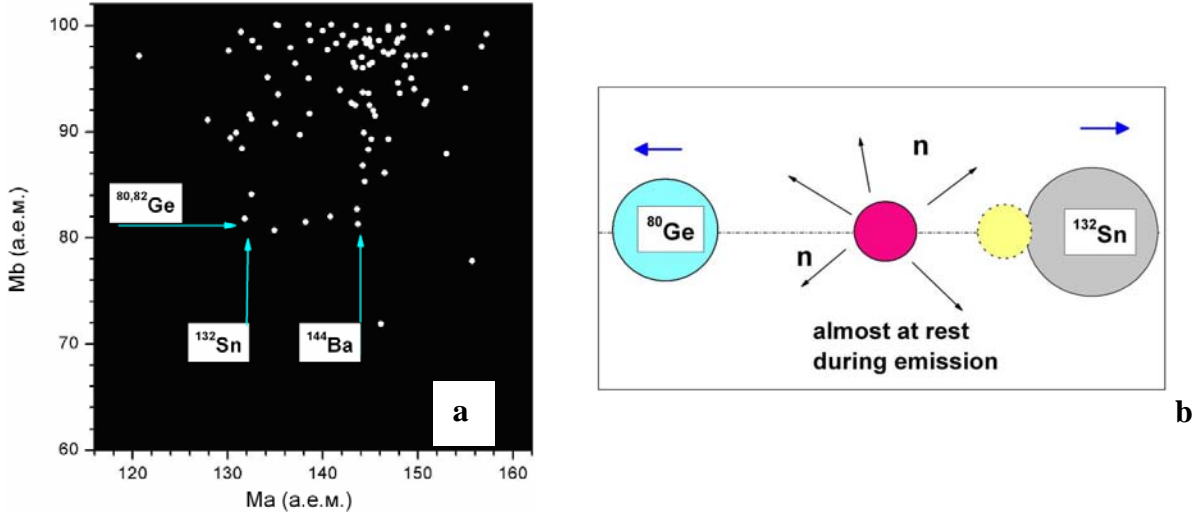 100
90
80
70
60
Mb (а.е.м.)
120
130
140
150
160
Ma (а.е.м.)
80,82Ge
132Sn
144Ba
a
80Ge
n
n
132Sn
almost at rest
during emission
b